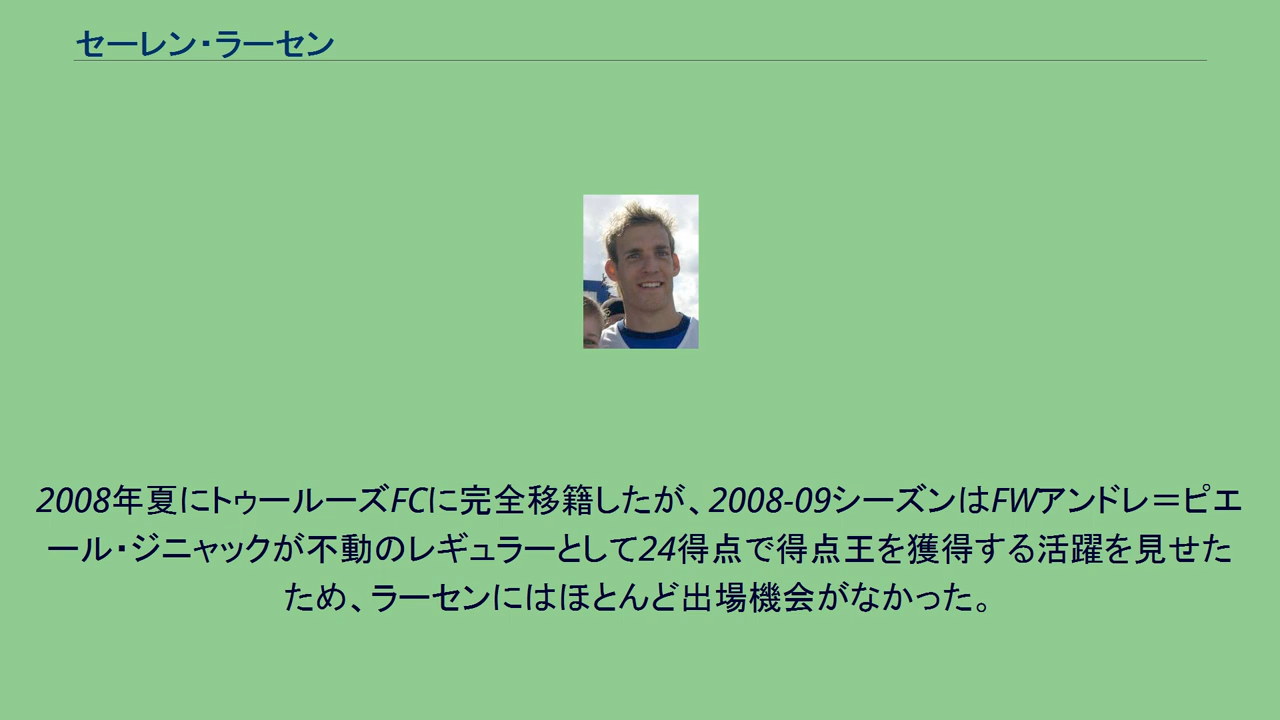 セーレン・ラーセン
2008年夏にトゥールーズFCに完全移籍したが、2008-09シーズンはFWアンドレ＝ピエ
ール・ジニャックが不動のレギュラーとして24得点で得点王を獲得する活躍を見せた
ため、ラーセンにはほとんど出場機会がなかった。